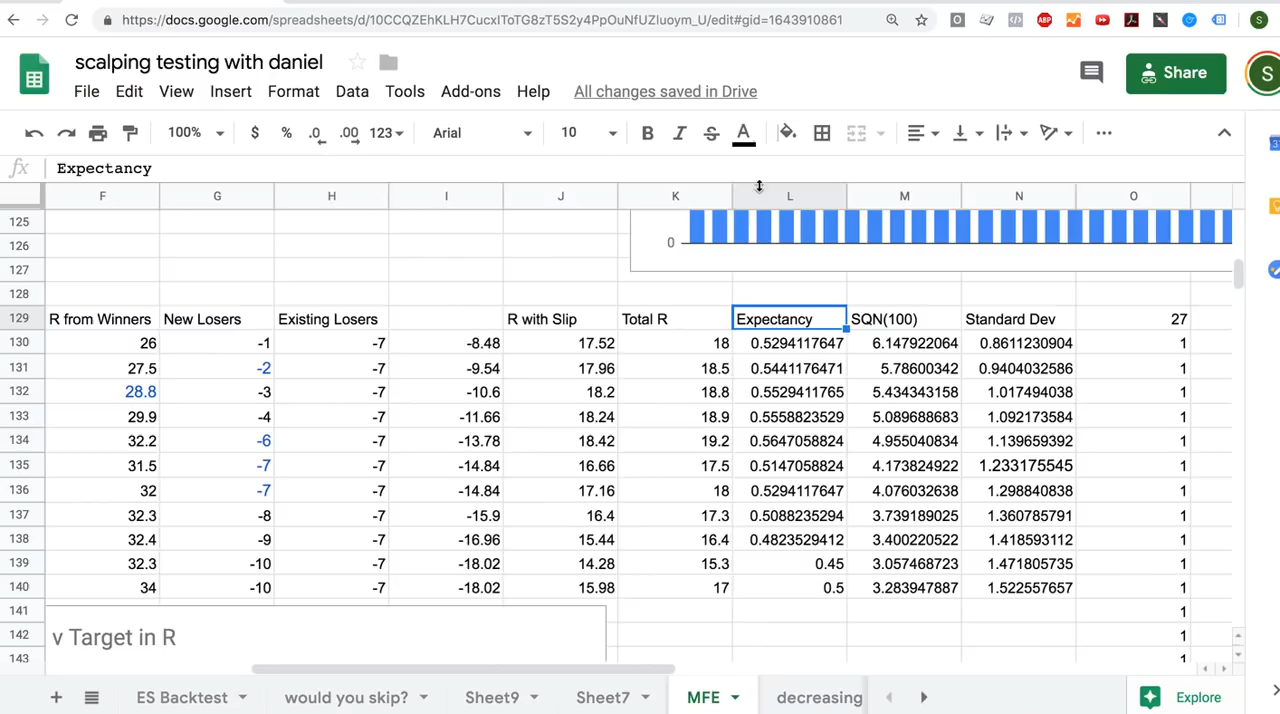 https://docs.google.com/spreadsheets/d/10CCQZEhKLH7CucxIToTG8zT5S2y4PpOuNfUZIuoym_U/edit#gid=1643910861
ABP
S
scalping testing with daniel
Share
S
File Edit View Insert Format Data Tools Add-ons Help All changes saved in Drive
100% $ % .0 .00 123 Arial 10 B I S A
fx Expectancy
F G H I J K L M N O
125
126 0
127
128
129 R from Winners New Losers Existing Losers R with Slip Total R Expectancy SQN(100) Standard Dev 27
130 26 -1 -7 -8.48 17.52 18 0.5294117647 6.147922064 0.8611230904 1
131 27.5 -2 -7 -9.54 17.96 18.5 0.5441176471 5.78600342 0.9404032586 1
132 28.8 -3 -7 -10.6 18.2 18.8 0.5529411765 5.434343158 1.017494038 1
133 29.9 -4 -7 -11.66 18.24 18.9 0.5558823529 5.089688683 1.092173584 1
134 32.2 -6 -7 -13.78 18.42 19.2 0.5647058824 4.955040834 1.139659392 1
135 31.5 -7 -7 -14.84 16.66 17.5 0.5147058824 4.173824922 1.233175545 1
136 32 -7 -7 -14.84 17.16 18 0.5294117647 4.076032638 1.298840838 1
137 32.3 -8 -7 -15.9 16.4 17.3 0.5088235294 3.739189025 1.360785791 1
138 32.4 -9 -7 -16.96 15.44 16.4 0.4823529412 3.400220522 1.418593112 1
139 32.3 -10 -7 -18.02 14.28 15.3 0.45 3.057468723 1.471805735 1
140 34 -10 -7 -18.02 15.98 17 0.5 3.283947887 1.522557657 1
141 1
142 v Target in R 1
143 1
ES Backtest would you skip? Sheet9 Sheet7 MFE decreasing Explore